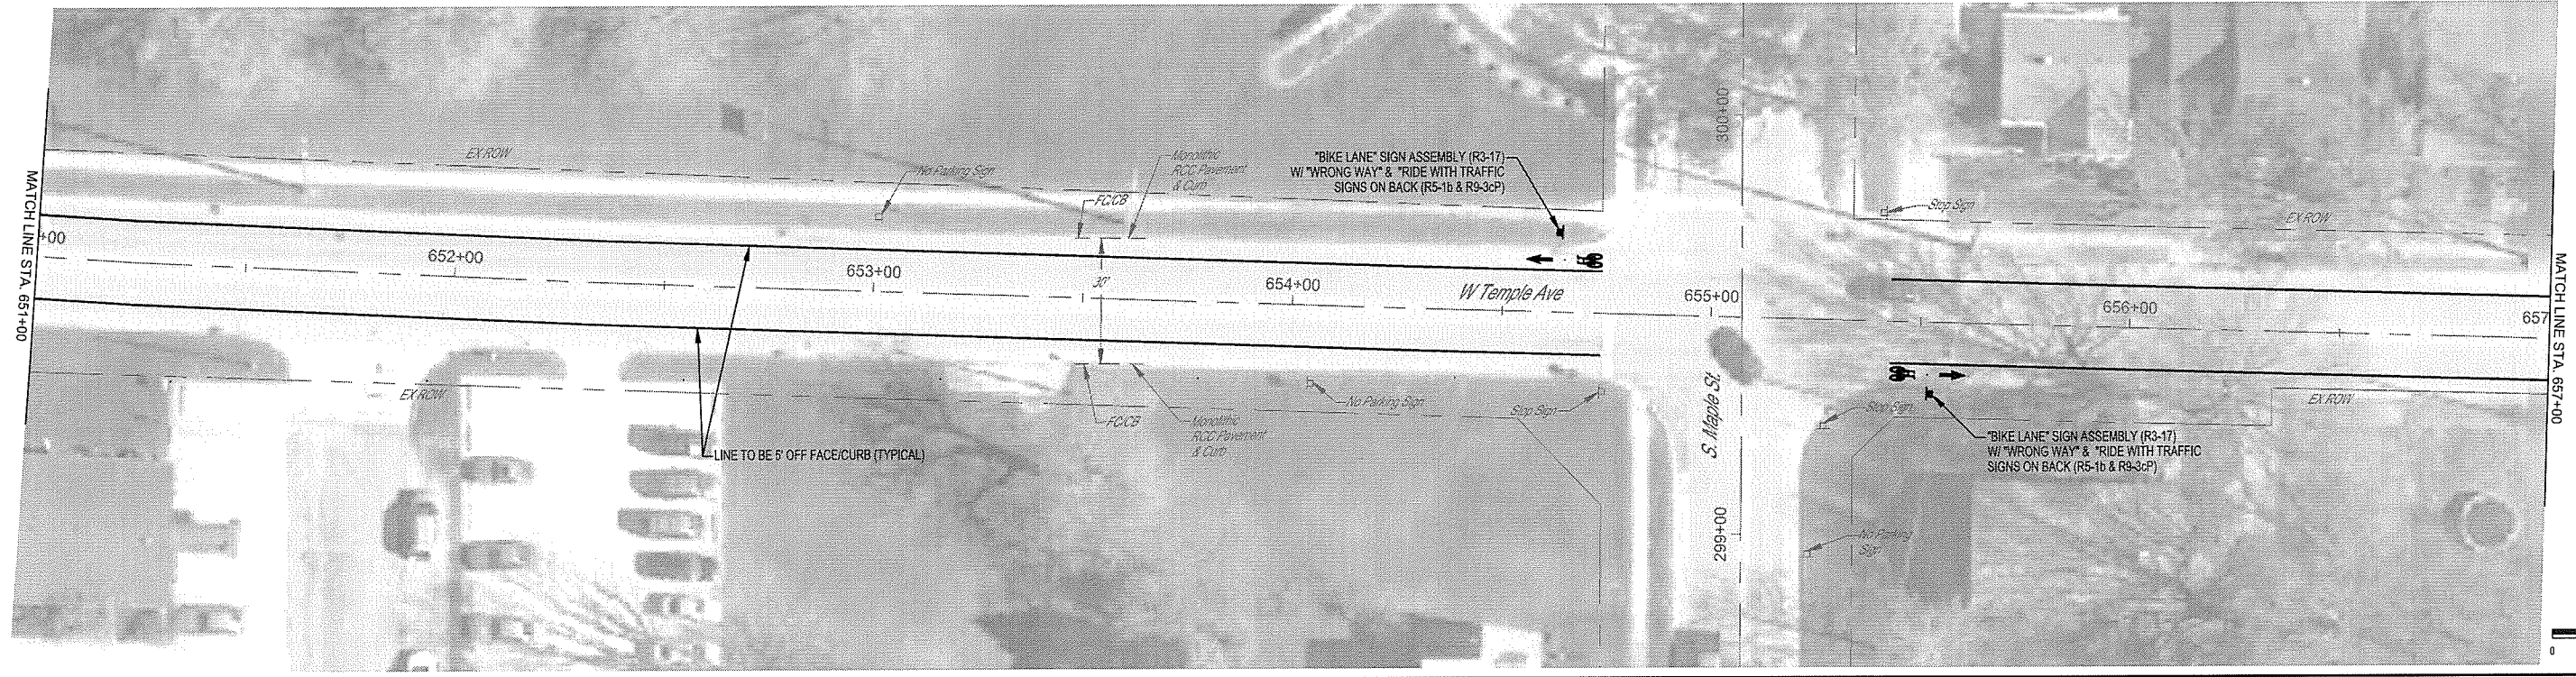 MATCH LINE STA. 651+00
+00
EX ROW
652+00
No Parking Sign
653+00
FC/CB
Monolithic
RCC Pavement
& Curb
30'
"BIKE LANE" SIGN ASSEMBLY (R3-17)
W/ "WRONG WAY" & "RIDE WITH TRAFFIC
SIGNS ON BACK (R5-1b & R9-3cP)
654+00
W Temple Ave
300+00
655+00
Stop Sign
EX ROW
656+00
657
MATCH LINE STA. 657+00
EX ROW
LINE TO BE 5' OFF FACE/CURB (TYPICAL)
FC/CB
Monolithic
RCC Pavement
& Curb
No Parking Sign
Stop Sign
S. Maple St.
299+00
Stop Sign
EX ROW
"BIKE LANE" SIGN ASSEMBLY (R3-17)
W/ "WRONG WAY" & "RIDE WITH TRAFFIC
SIGNS ON BACK (R5-1b & R9-3cP)
No Parking
Sign
0